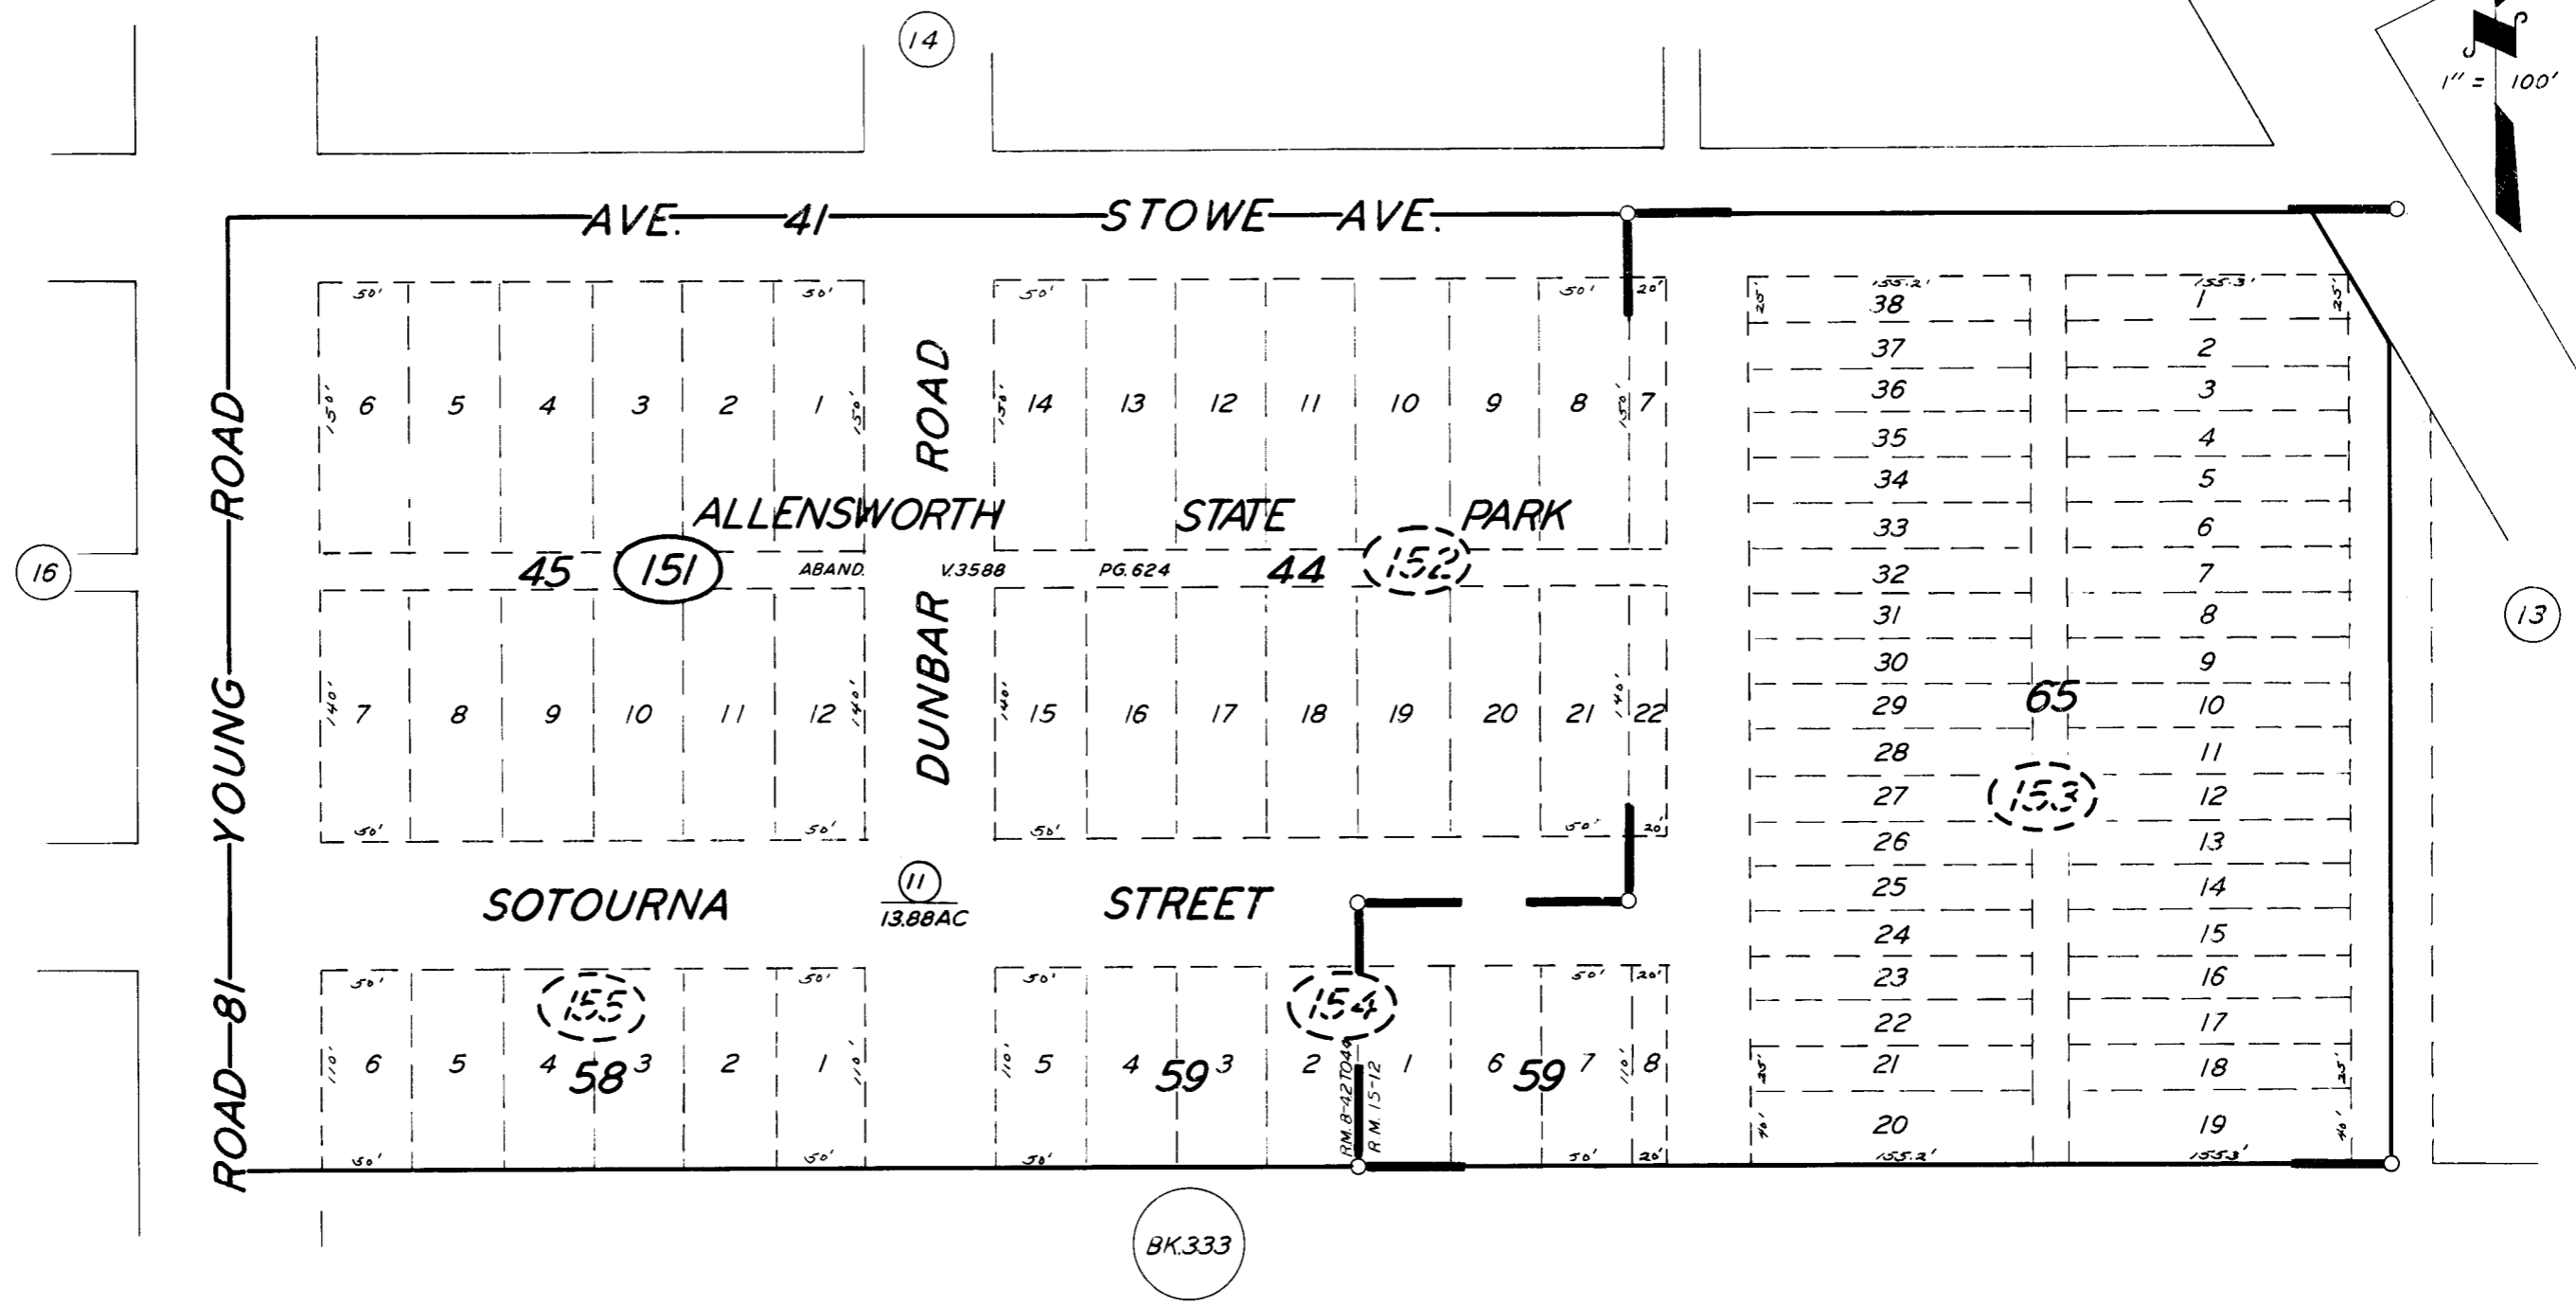 14
1" = 100'
AVE. 41 STOWE AVE.
50' 50' 50' 50' 20'
25' 155.2' 155.3' 25'
38 1
37 2
36 3
35 4
34 5
33 6
32 7
31 8
30 9
29 10
28 11
27 12
26 13
25 14
24 15
23 16
22 17
25' 21 18 25'
40' 20 19 40'
155.2' 155.3'
65
153
150' 6 5 4 3 2 1 150'
150' 14 13 12 11 10 9 8 150' 7
ROAD 81 YOUNG ROAD
DUNBAR ROAD
ALLENSWORTH STATE PARK
16
45 151 ABAND. V.3588 PG.624 44 152
13
140' 7 8 9 10 11 12 140'
140' 15 16 17 18 19 20 21 140' 22
50' 50' 50' 50' 20'
SOTOURNA STREET
11
13.88AC
50' 50' 50' 50' 20'
155 154
110' 6 5 4 3 2 1 110'
110' 5 4 3 2 1 6 7 110' 8
58 59 59
R.M. 8-42 TO 44
R.M. 15-12
50' 50' 50' 50' 20'
BK.333